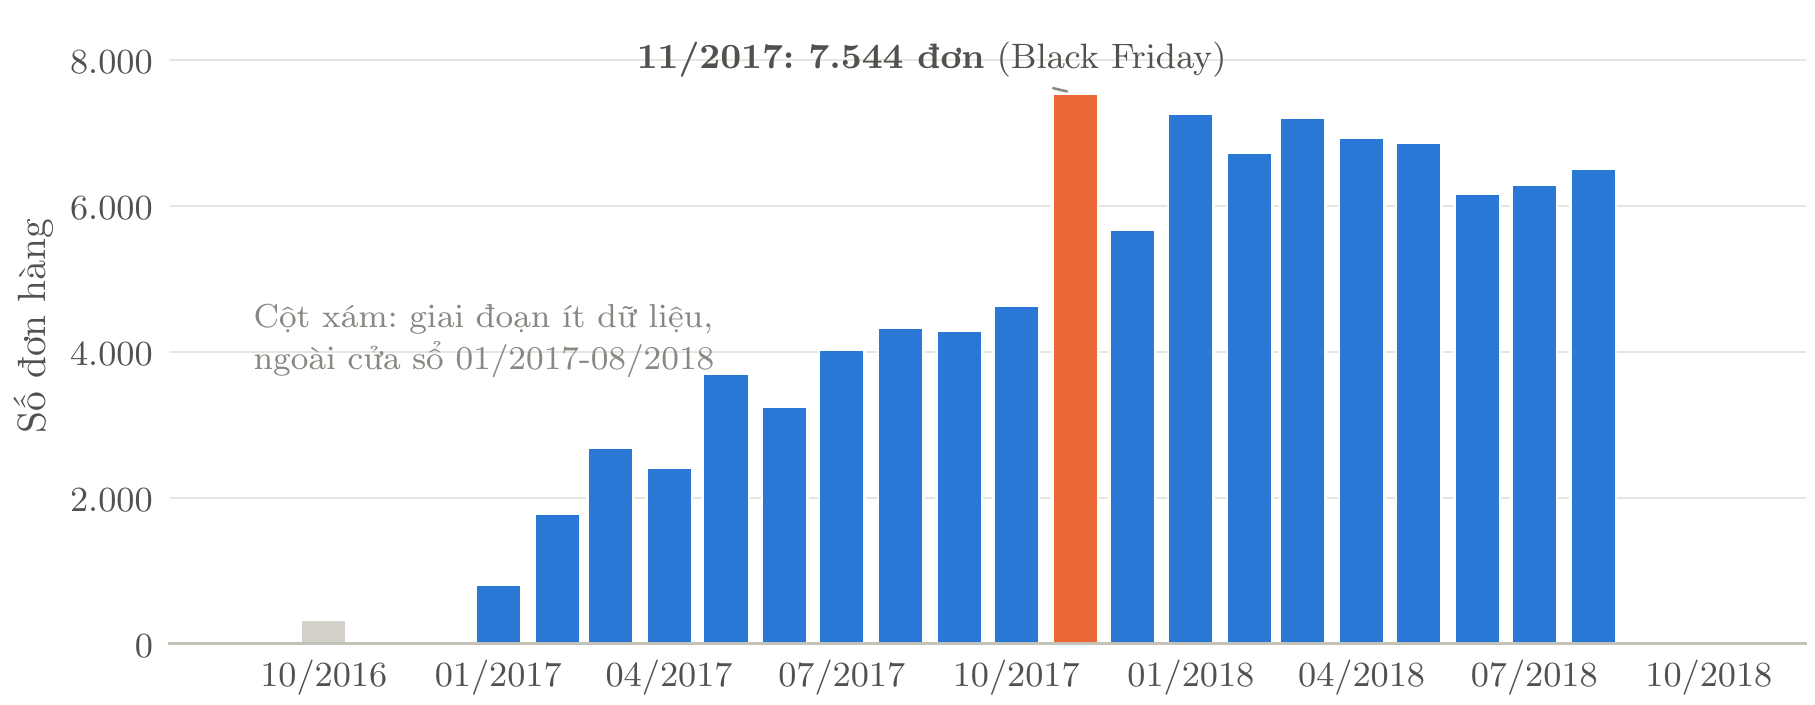 11/2017: 7.544 đơn (Black Friday)
8.000
6.000
4.000
2.000
0
Số đơn hàng
Cột xám: giai đoạn ít dữ liệu,
ngoài cửa sổ 01/2017-08/2018
10/2016 01/2017 04/2017 07/2017 10/2017 01/2018 04/2018 07/2018 10/2018